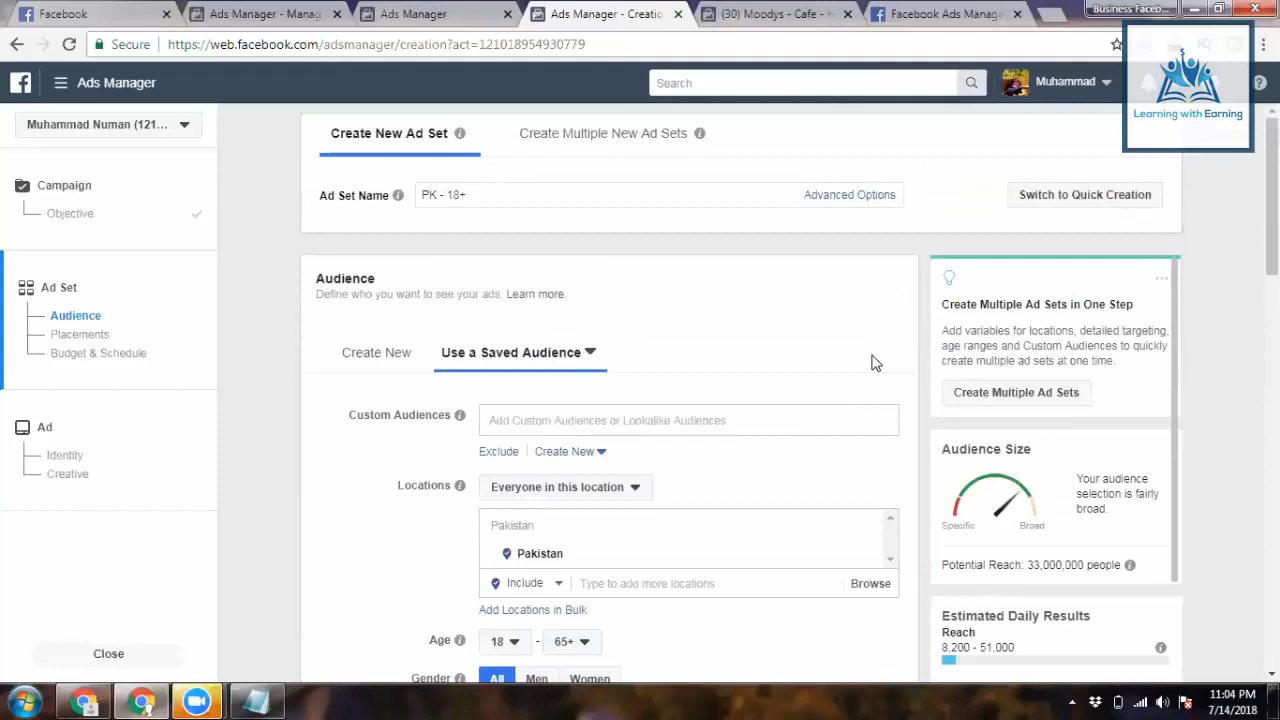 Facebook
Ads Manager - Manag
Ads Manager
Ads Manager - Creatio
(30) Moodys - Cafe - H
Facebook Ads Manage
Business Faceb...
Secure
https://web.facebook.com/adsmanager/creation?act=121018954930779
Ads Manager
Search
Muhammad
Learning with Earning
Muhammad Numan (121...
Create New Ad Set
Create Multiple New Ad Sets
Campaign
Objective
Ad Set Name
PK - 18+
Advanced Options
Switch to Quick Creation
Ad Set
Audience
Placements
Budget & Schedule
Ad
Identity
Creative
Close
Audience
Define who you want to see your ads. Learn more.
Create New
Use a Saved Audience
Custom Audiences
Add Custom Audiences or Lookalike Audiences
Exclude
Create New
Locations
Everyone in this location
Pakistan
Pakistan
Include
Type to add more locations
Browse
Add Locations in Bulk
Age
18
-
65+
Gender
All
Men
Women
Create Multiple Ad Sets in One Step
Add variables for locations, detailed targeting,
age ranges and Custom Audiences to quickly
create multiple ad sets at one time.
Create Multiple Ad Sets
Audience Size
Your audience
selection is fairly
broad.
Specific
Broad
Potential Reach: 33,000,000 people
Estimated Daily Results
Reach
8,200 - 51,000
11:04 PM
7/14/2018